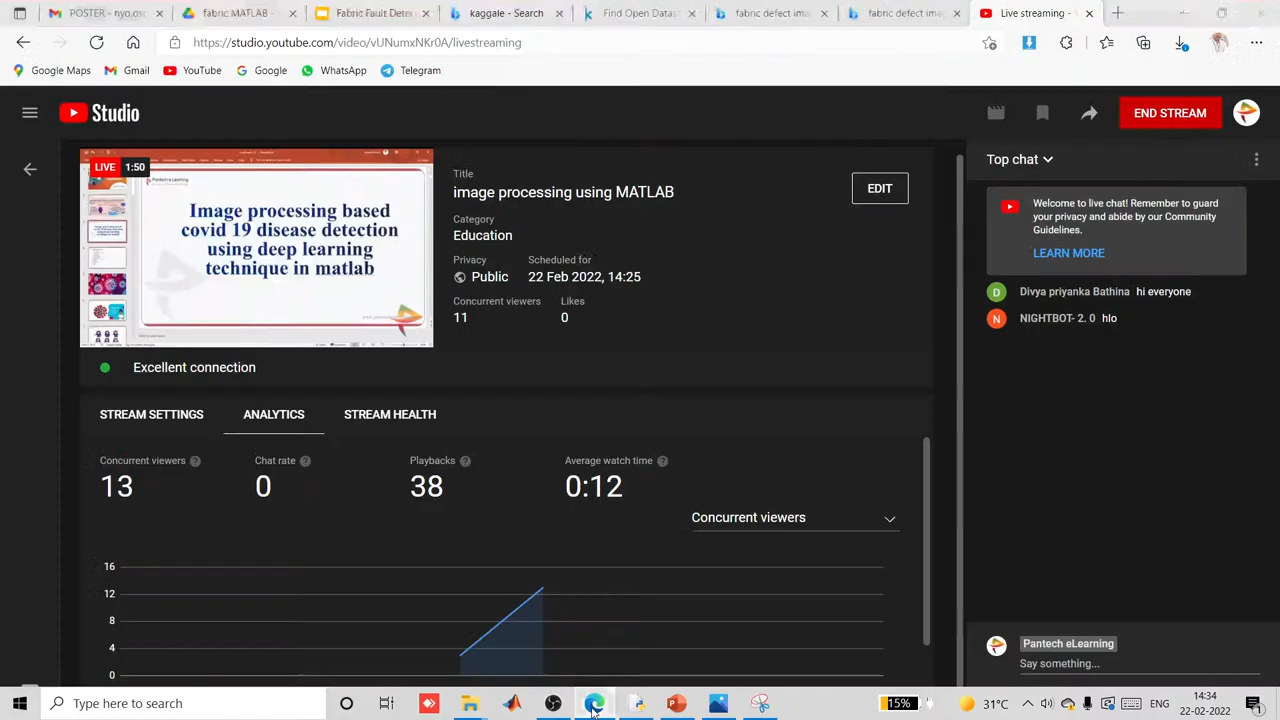 POSTER - nynoxs
fabric MATLAB -
Fabric Fault Dete
kaggale - Search
Find Open Datas
fabric defect ima
fabric defect ima
Live streaming -
https://studio.youtube.com/video/vUNumxNKr0A/livestreaming
Google Maps
Gmail
YouTube
Google
WhatsApp
Telegram
Studio
END STREAM
LIVE 1:50
Image processing based
covid 19 disease detection
using deep learning
technique in matlab
Title
image processing using MATLAB
EDIT
Category
Education
Privacy
Public
Scheduled for
22 Feb 2022, 14:25
Concurrent viewers
11
Likes
0
Excellent connection
STREAM SETTINGS
ANALYTICS
STREAM HEALTH
Concurrent viewers
13
Chat rate
0
Playbacks
38
Average watch time
0:12
Concurrent viewers
16
12
8
4
0
Top chat
Welcome to live chat! Remember to guard
your privacy and abide by our Community
Guidelines.
LEARN MORE
D Divya priyanka Bathina hi everyone
N NIGHTBOT- 2. 0 hlo
Pantech eLearning
Say something...
Type here to search
15%
31°C
ENG
14:34
22-02-2022
1